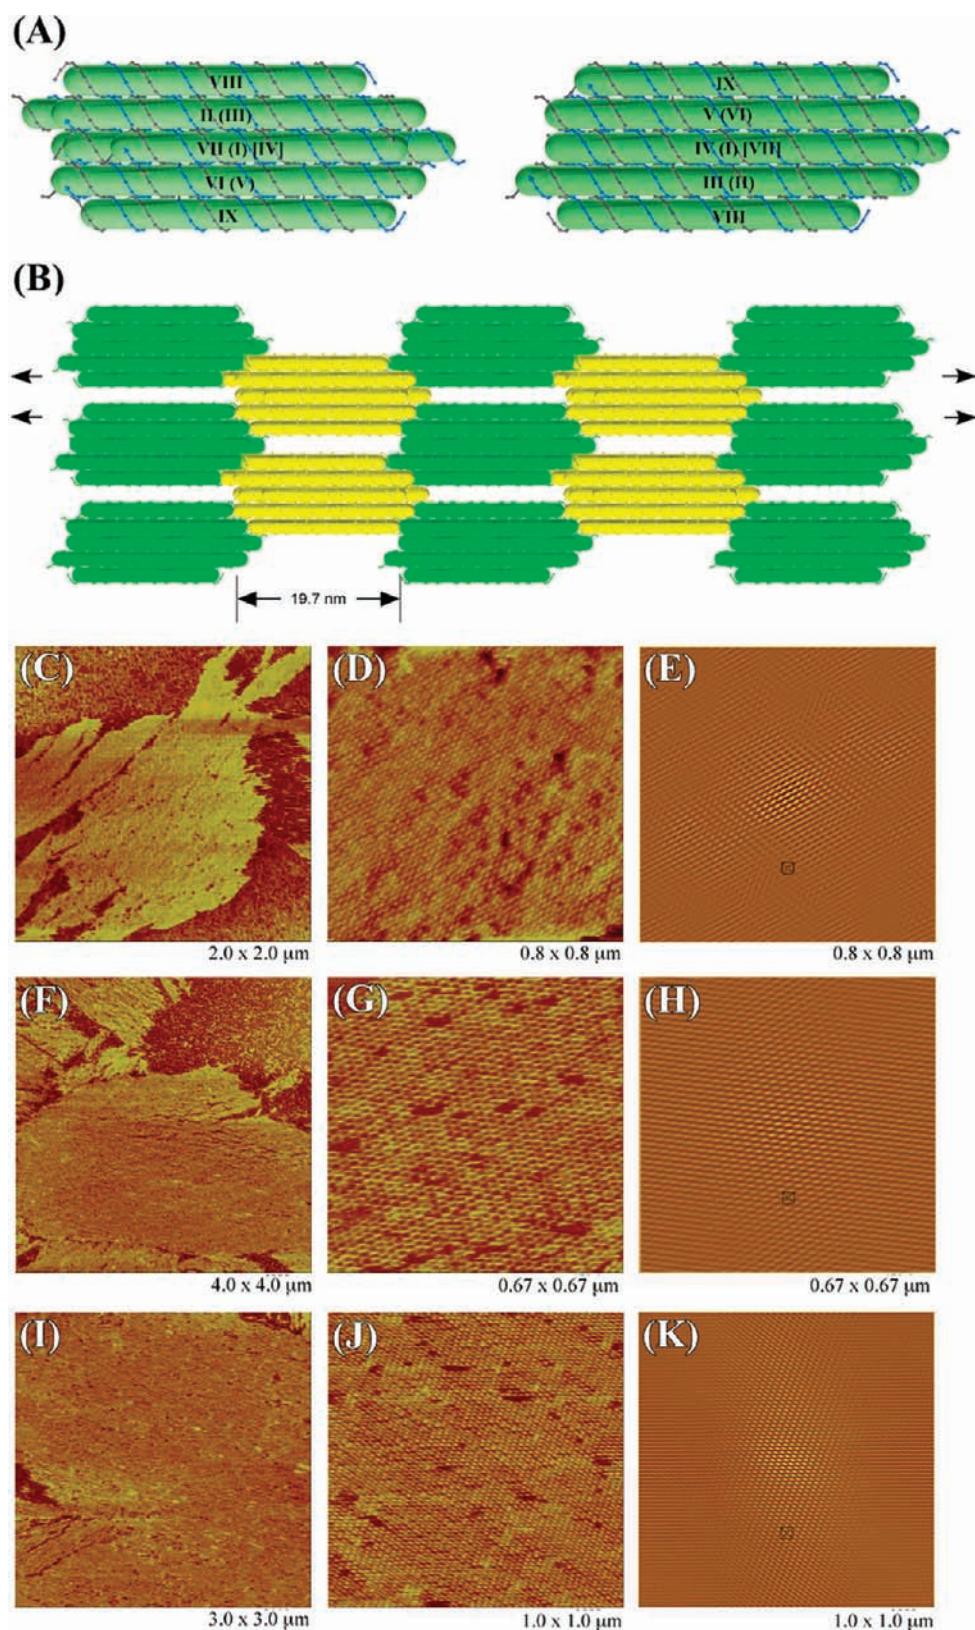 (A)
VIII
IX
II (III)
V (VI)
VII (I) [IV]
IV (I) [VII]
VI (V)
III (II)
IX
VIII
(B)
19.7 nm
(C)
(D)
(E)
2.0 x 2.0 µm
0.8 x 0.8 µm
0.8 x 0.8 µm
(F)
(G)
(H)
4.0 x 4.0 µm
0.67 x 0.67 µm
0.67 x 0.67 µm
(I)
(J)
(K)
3.0 x 3.0 µm
1.0 x 1.0 µm
1.0 x 1.0 µm